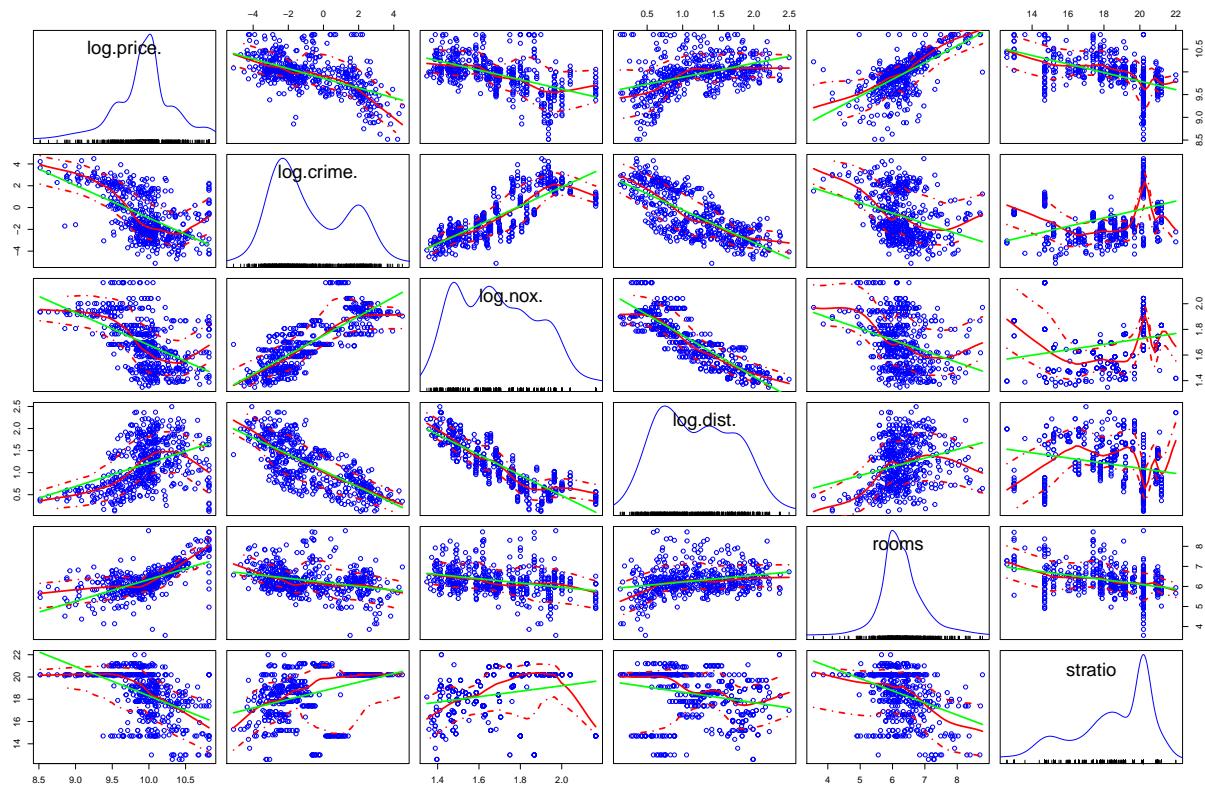 −4 −2 0 2 4
0.5 1.0 1.5 2.0 2.5
14 16 18 20 22
log.price.
8.5 9.0 9.5 10.0 10.5
log.crime.
−4 −2 0 2 4
log.nox.
1.4 1.6 1.8 2.0
log.dist.
0.5 1.0 1.5 2.0 2.5
rooms
4 5 6 7 8
stratio
14 16 18 20 22
8.5 9.5 10.0 10.5
1.4 1.6 1.8 2.0
4 5 6 7 8